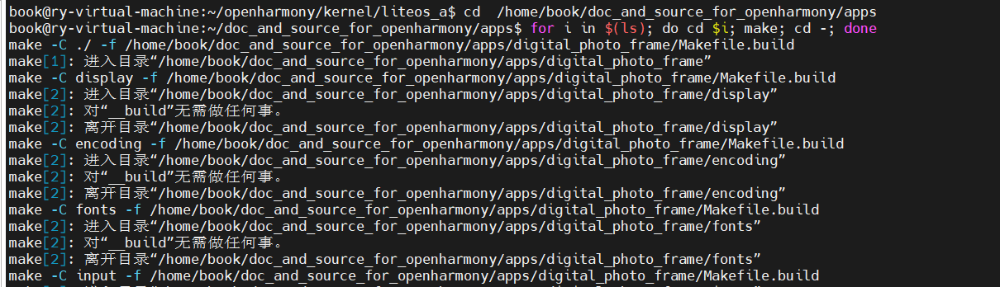 book@ry-virtual-machine:~/openharmony/kernel/liteos_a$ cd  /home/book/doc_and_source_for_openharmony/apps
book@ry-virtual-machine:~/doc_and_source_for_openharmony/apps$ for i in $(ls); do cd $i; make; cd -; done
make -C ./ -f /home/book/doc_and_source_for_openharmony/apps/digital_photo_frame/Makefile.build
make[1]: 进入目录“/home/book/doc_and_source_for_openharmony/apps/digital_photo_frame”
make -C display -f /home/book/doc_and_source_for_openharmony/apps/digital_photo_frame/Makefile.build
make[2]: 进入目录“/home/book/doc_and_source_for_openharmony/apps/digital_photo_frame/display”
make[2]: 对“__build”无需做任何事。
make[2]: 离开目录“/home/book/doc_and_source_for_openharmony/apps/digital_photo_frame/display”
make -C encoding -f /home/book/doc_and_source_for_openharmony/apps/digital_photo_frame/Makefile.build
make[2]: 进入目录“/home/book/doc_and_source_for_openharmony/apps/digital_photo_frame/encoding”
make[2]: 对“__build”无需做任何事。
make[2]: 离开目录“/home/book/doc_and_source_for_openharmony/apps/digital_photo_frame/encoding”
make -C fonts -f /home/book/doc_and_source_for_openharmony/apps/digital_photo_frame/Makefile.build
make[2]: 进入目录“/home/book/doc_and_source_for_openharmony/apps/digital_photo_frame/fonts”
make[2]: 对“__build”无需做任何事。
make[2]: 离开目录“/home/book/doc_and_source_for_openharmony/apps/digital_photo_frame/fonts”
make -C input -f /home/book/doc_and_source_for_openharmony/apps/digital_photo_frame/Makefile.build